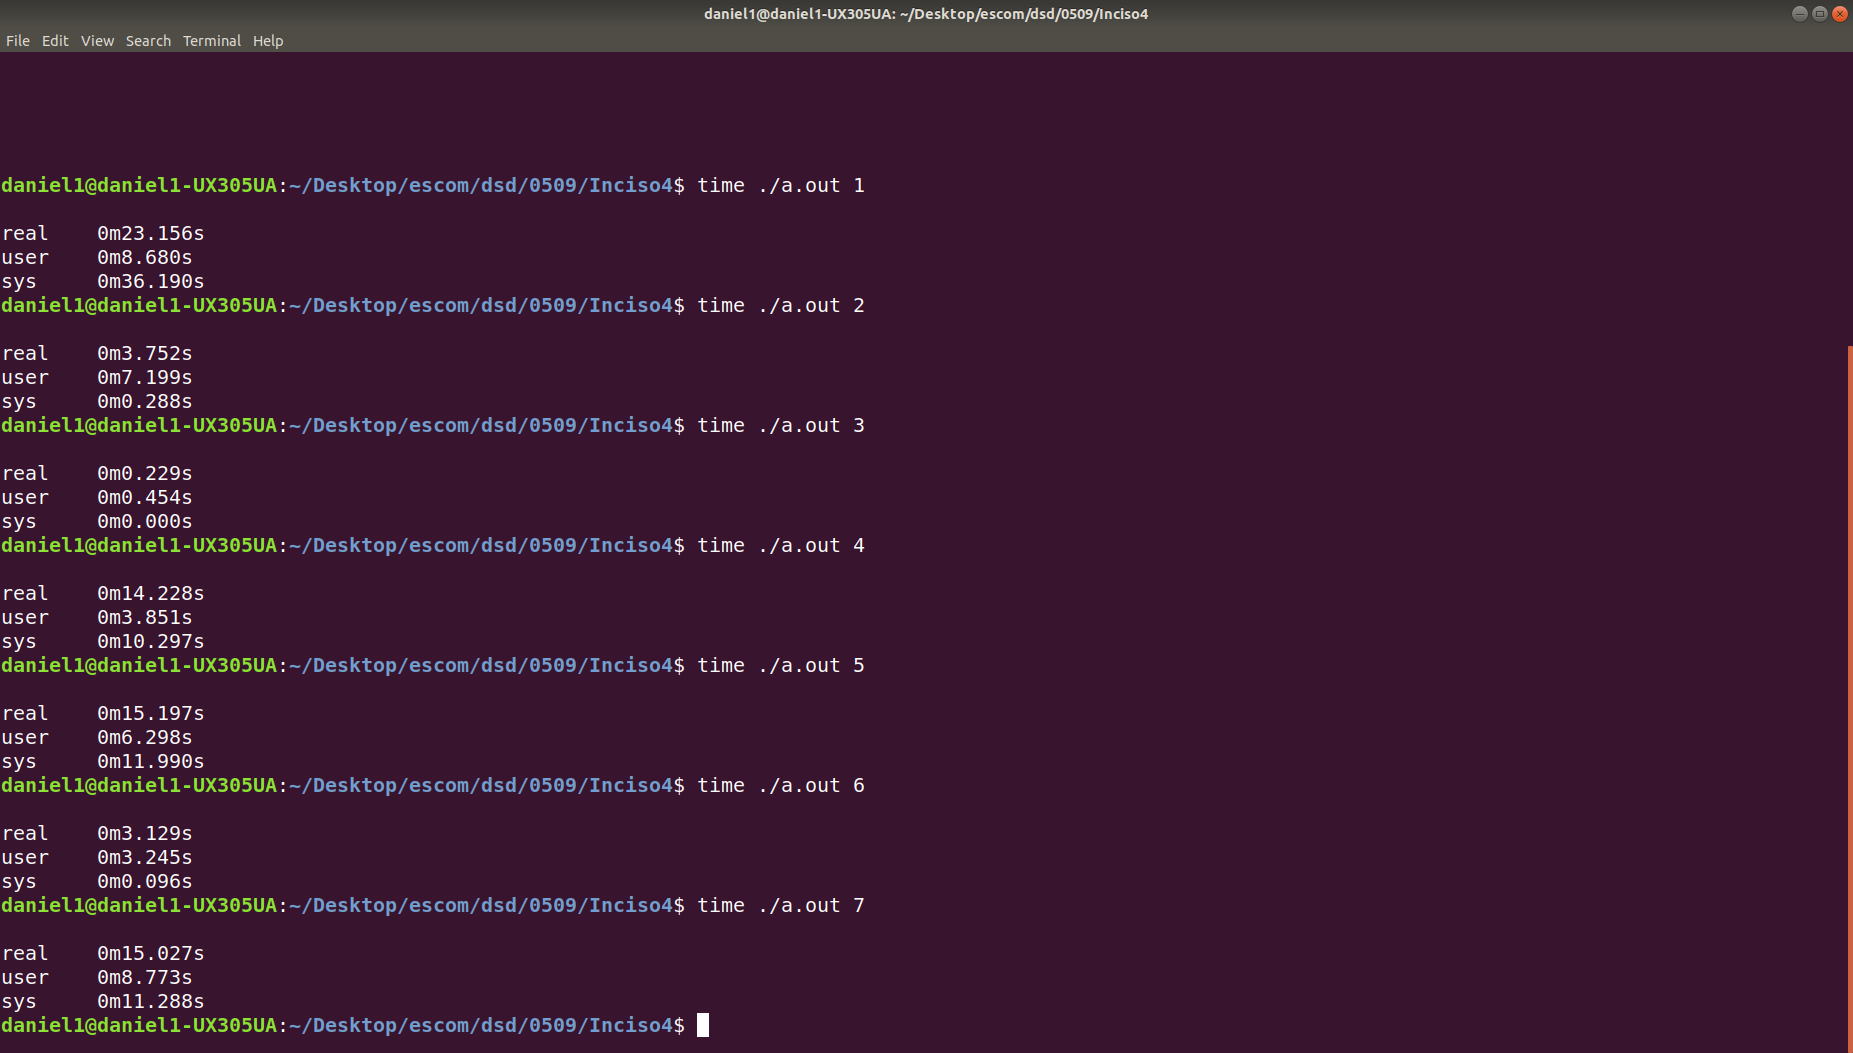 daniel1@daniel1-UX305UA: ~/Desktop/escom/dsd/0509/Inciso4
File Edit View Search Terminal Help
daniel1@daniel1-UX305UA:~/Desktop/escom/dsd/0509/Inciso4$ time ./a.out 1
real    0m23.156s
user    0m8.680s
sys     0m36.190s
daniel1@daniel1-UX305UA:~/Desktop/escom/dsd/0509/Inciso4$ time ./a.out 2
real    0m3.752s
user    0m7.199s
sys     0m0.288s
daniel1@daniel1-UX305UA:~/Desktop/escom/dsd/0509/Inciso4$ time ./a.out 3
real    0m0.229s
user    0m0.454s
sys     0m0.000s
daniel1@daniel1-UX305UA:~/Desktop/escom/dsd/0509/Inciso4$ time ./a.out 4
real    0m14.228s
user    0m3.851s
sys     0m10.297s
daniel1@daniel1-UX305UA:~/Desktop/escom/dsd/0509/Inciso4$ time ./a.out 5
real    0m15.197s
user    0m6.298s
sys     0m11.990s
daniel1@daniel1-UX305UA:~/Desktop/escom/dsd/0509/Inciso4$ time ./a.out 6
real    0m3.129s
user    0m3.245s
sys     0m0.096s
daniel1@daniel1-UX305UA:~/Desktop/escom/dsd/0509/Inciso4$ time ./a.out 7
real    0m15.027s
user    0m8.773s
sys     0m11.288s
daniel1@daniel1-UX305UA:~/Desktop/escom/dsd/0509/Inciso4$